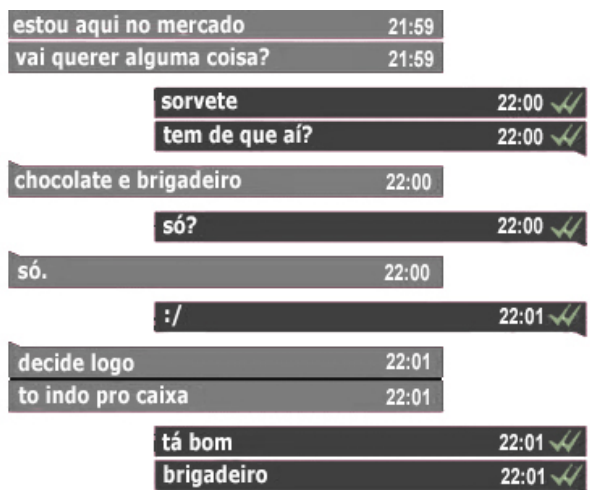 estou aqui no mercado 21:59
vai querer alguma coisa? 21:59
sorvete 22:00
tem de que aí? 22:00
chocolate e brigadeiro 22:00
só? 22:00
só. 22:00
:/ 22:01
decide logo 22:01
to indo pro caixa 22:01
tá bom 22:01
brigadeiro 22:01